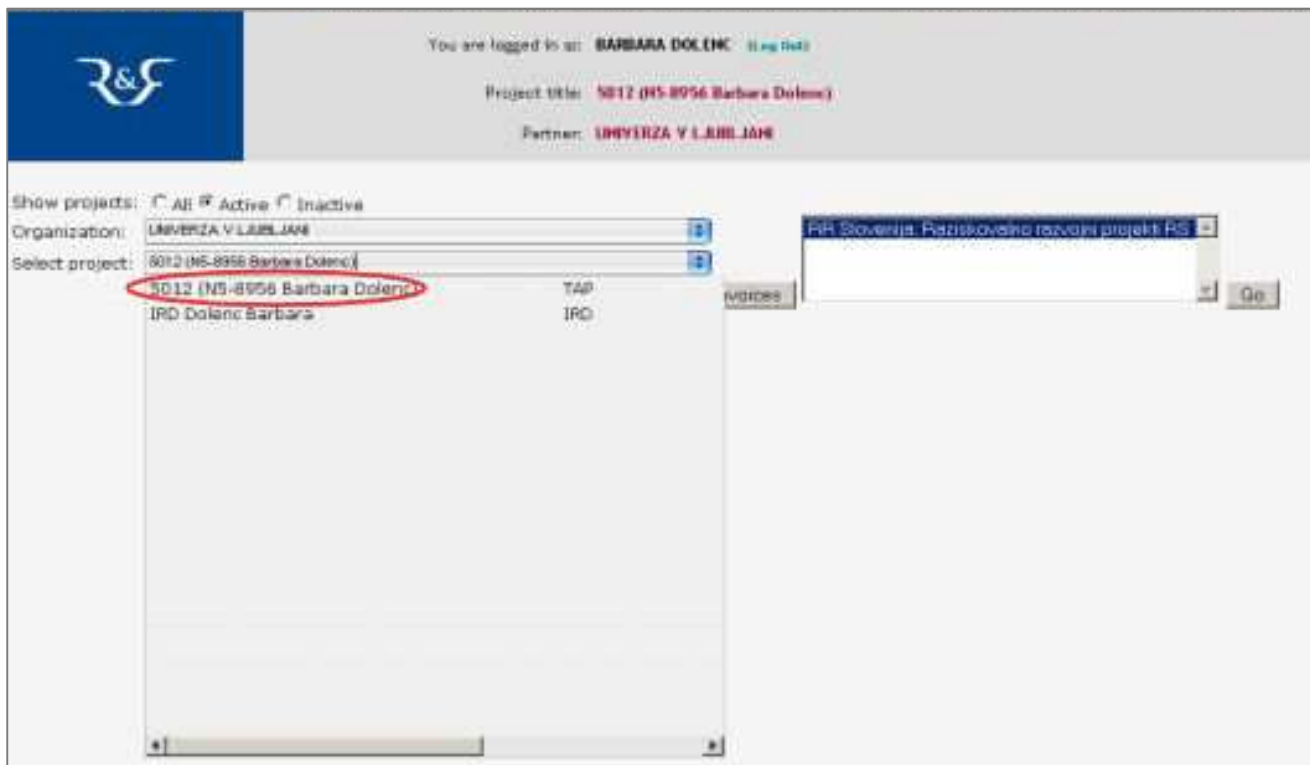 R&R
You are logged in as: BARBARA DOLENC (Log Out)
Project title: 5012 (N5-8956 Barbara Dolenc)
Partner: UNIVERZA V LJUBLJANI
Show projects: All Active Inactive
Organization: UNIVERZA V LJUBLJANI
Select project: 5012 (N5-8956 Barbara Dolenc)
5012 (N5-8956 Barbara Dolenc) TAP
IRD Dolenc Barbara IRD
RR Slovenija: Raziskovalno razvojni projekti RS
Go